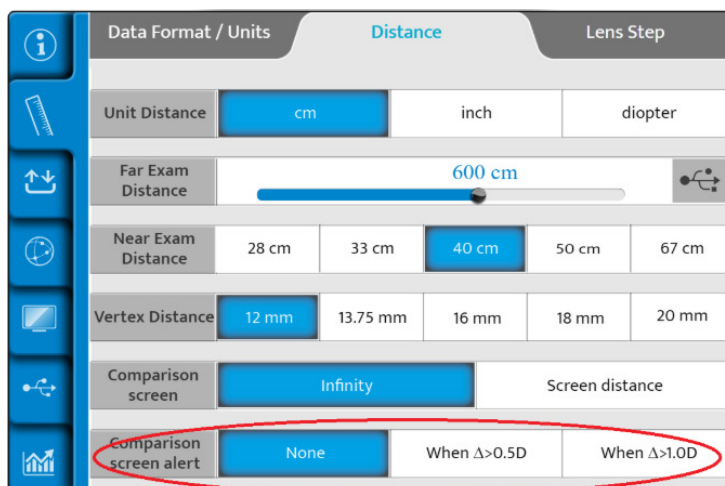 Data Format / Units
Distance
Lens Step
Unit Distance
cm
inch
diopter
Far Exam
Distance
600 cm
Near Exam
Distance
28 cm
33 cm
40 cm
50 cm
67 cm
Vertex Distance
12 mm
13.75 mm
16 mm
18 mm
20 mm
Comparison
screen
Infinity
Screen distance
Comparison
screen alert
None
When Δ>0.5D
When Δ>1.0D